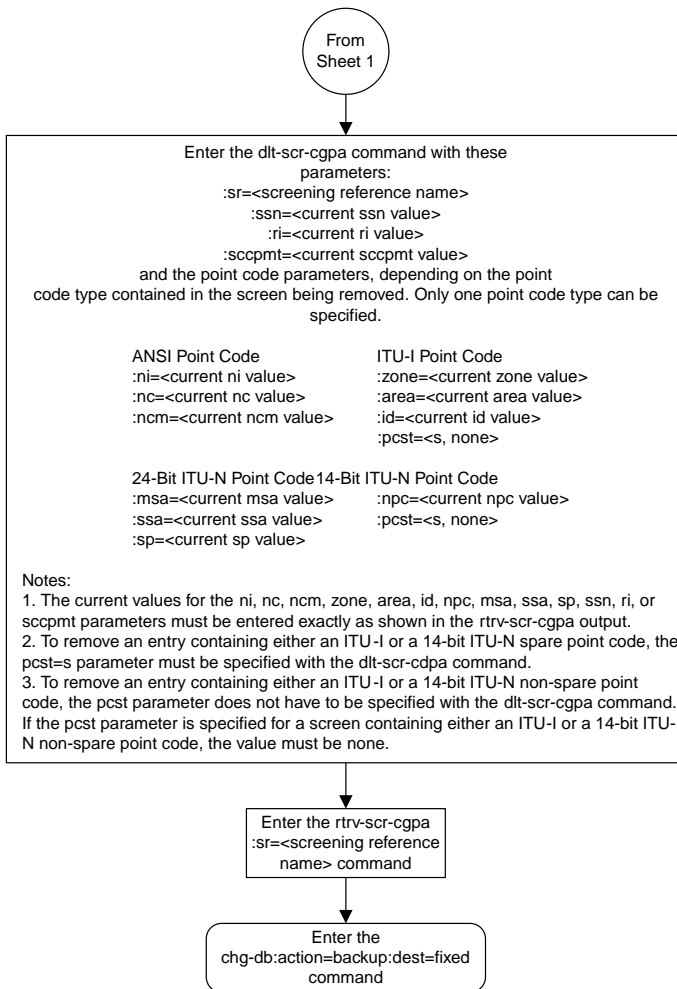 From
Sheet 1
Enter the dlt-scr-cgpa command with these
parameters:
:sr=<screening reference name>
:ssn=<current ssn value>
:ri=<current ri value>
:sccpmt=<current sccpmt value>
and the point code parameters, depending on the point
code type contained in the screen being removed. Only one point code type can be
specified.
ANSI Point Code
:ni=<current ni value>
:nc=<current nc value>
:ncm=<current ncm value>
ITU-I Point Code
:zone=<current zone value>
:area=<current area value>
:id=<current id value>
:pcst=<s, none>
24-Bit ITU-N Point Code
:msa=<current msa value>
:ssa=<current ssa value>
:sp=<current sp value>
14-Bit ITU-N Point Code
:npc=<current npc value>
:pcst=<s, none>
Notes:
1. The current values for the ni, nc, ncm, zone, area, id, npc, msa, ssa, sp, ssn, ri, or
sccpmt parameters must be entered exactly as shown in the rtrv-scr-cgpa output.
2. To remove an entry containing either an ITU-I or a 14-bit ITU-N spare point code, the
pcst=s parameter must be specified with the dlt-scr-cdpa command.
3. To remove an entry containing either an ITU-I or a 14-bit ITU-N non-spare point
code, the pcst parameter does not have to be specified with the dlt-scr-cgpa command.
If the pcst parameter is specified for a screen containing either an ITU-I or a 14-bit ITU-
N non-spare point code, the value must be none.
Enter the rtrv-scr-cgpa
:sr=<screening reference
name> command
Enter the
chg-db:action=backup:dest=fixed
command